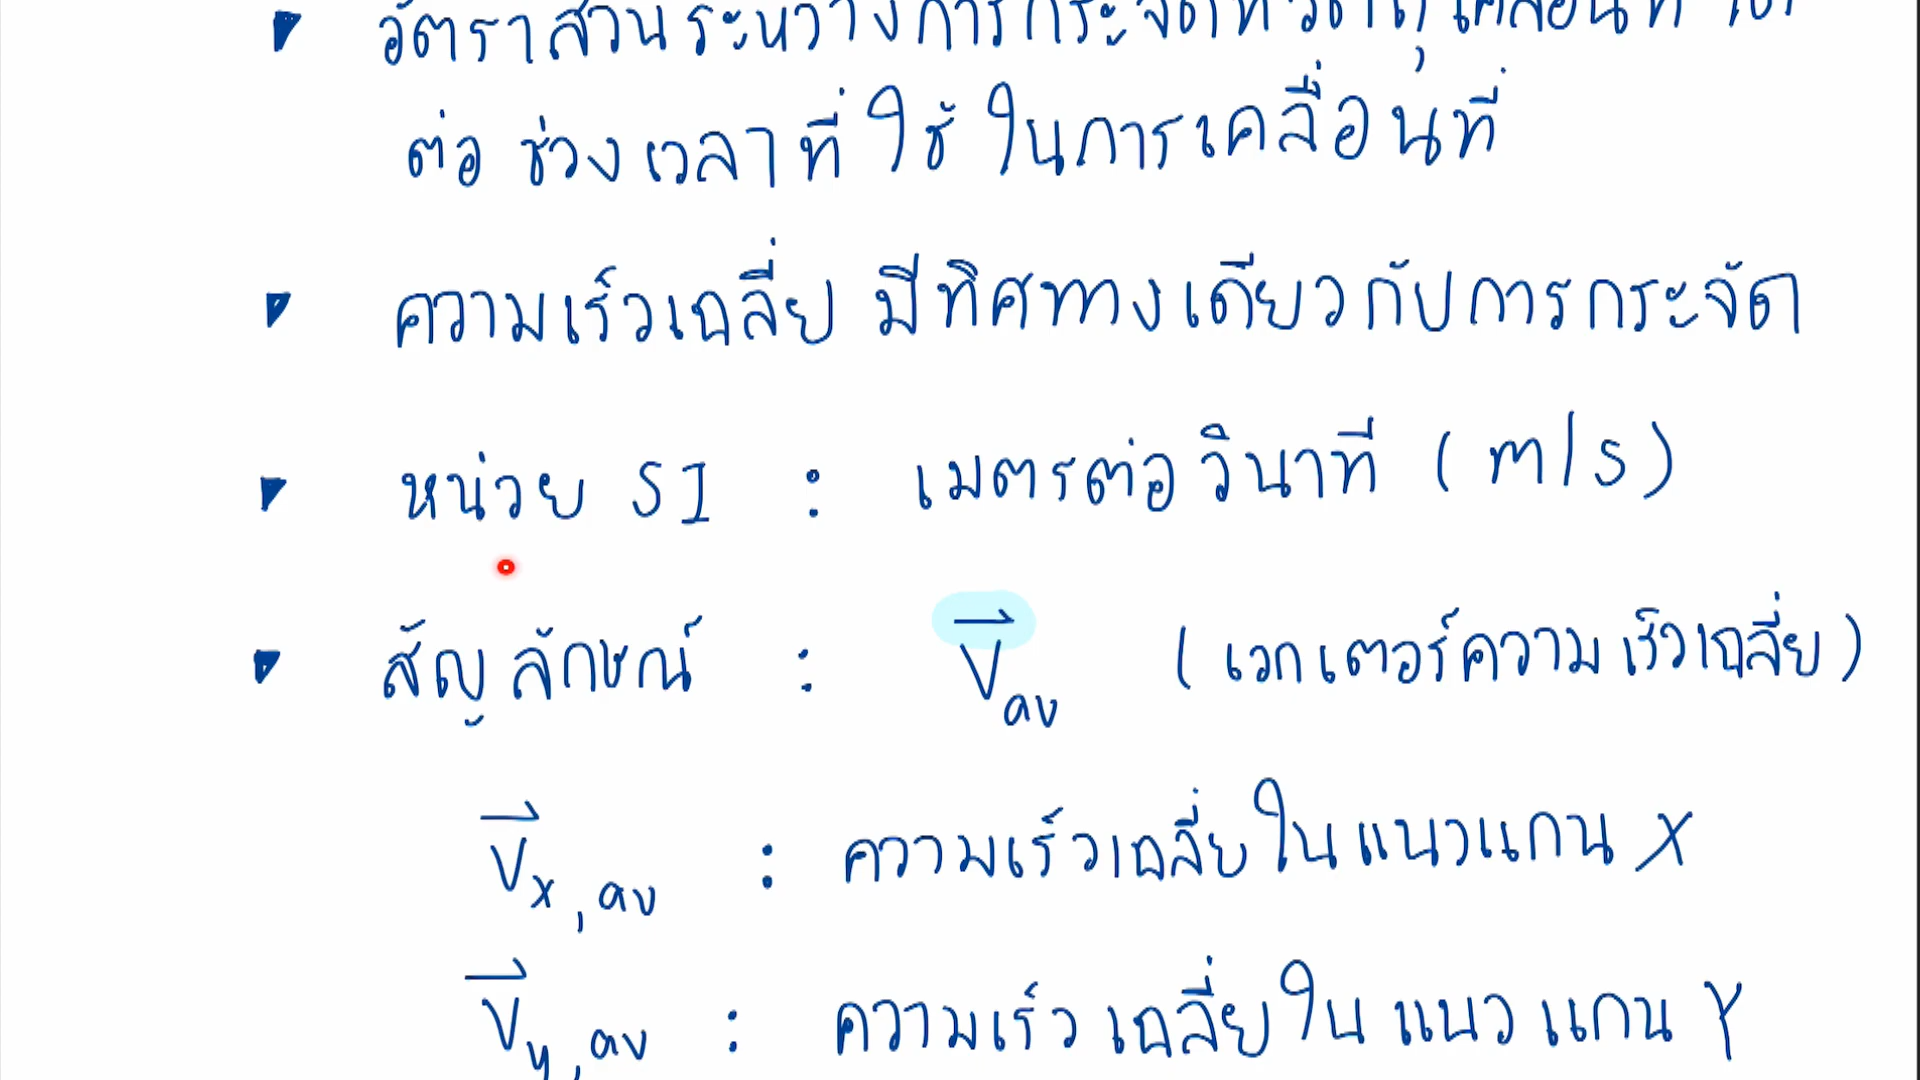 อัตราส่วนระหว่างการกระจัดที่วัตถุเคลื่อนที่ได้
ต่อ ช่วงเวลาที่ ใช้ ในการเคลื่อนที่
ความเร็วเฉลี่ย มีทิศทางเดียวกับการกระจัด
หน่วย SI : เมตรต่อวินาที (m/s)
สัญลักษณ์ : V⃗av (เวกเตอร์ความเร็วเฉลี่ย)
V⃗x,av : ความเร็วเฉลี่ยในแนวแกน X
V⃗y,av : ความเร็วเฉลี่ยในแนวแกน Y